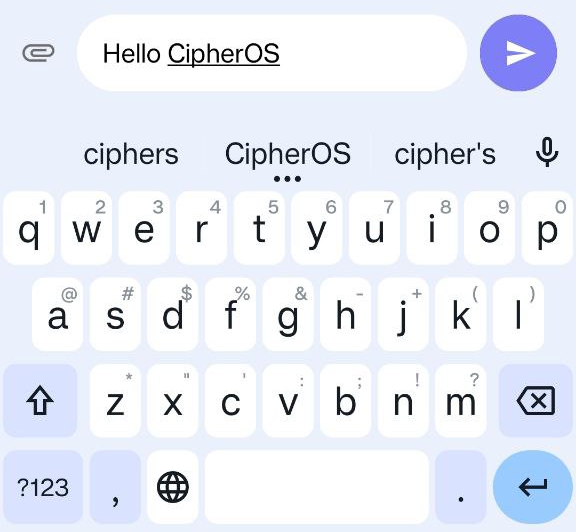 Hello CipherOS
ciphers CipherOS cipher's
1 2 3 4 5 6 7 8 9 0
q w e r t y u i o p
@ # $ % & - + ( )
a s d f g h j k l
* " ' : ; ! ?
z x c v b n m
?123 , .